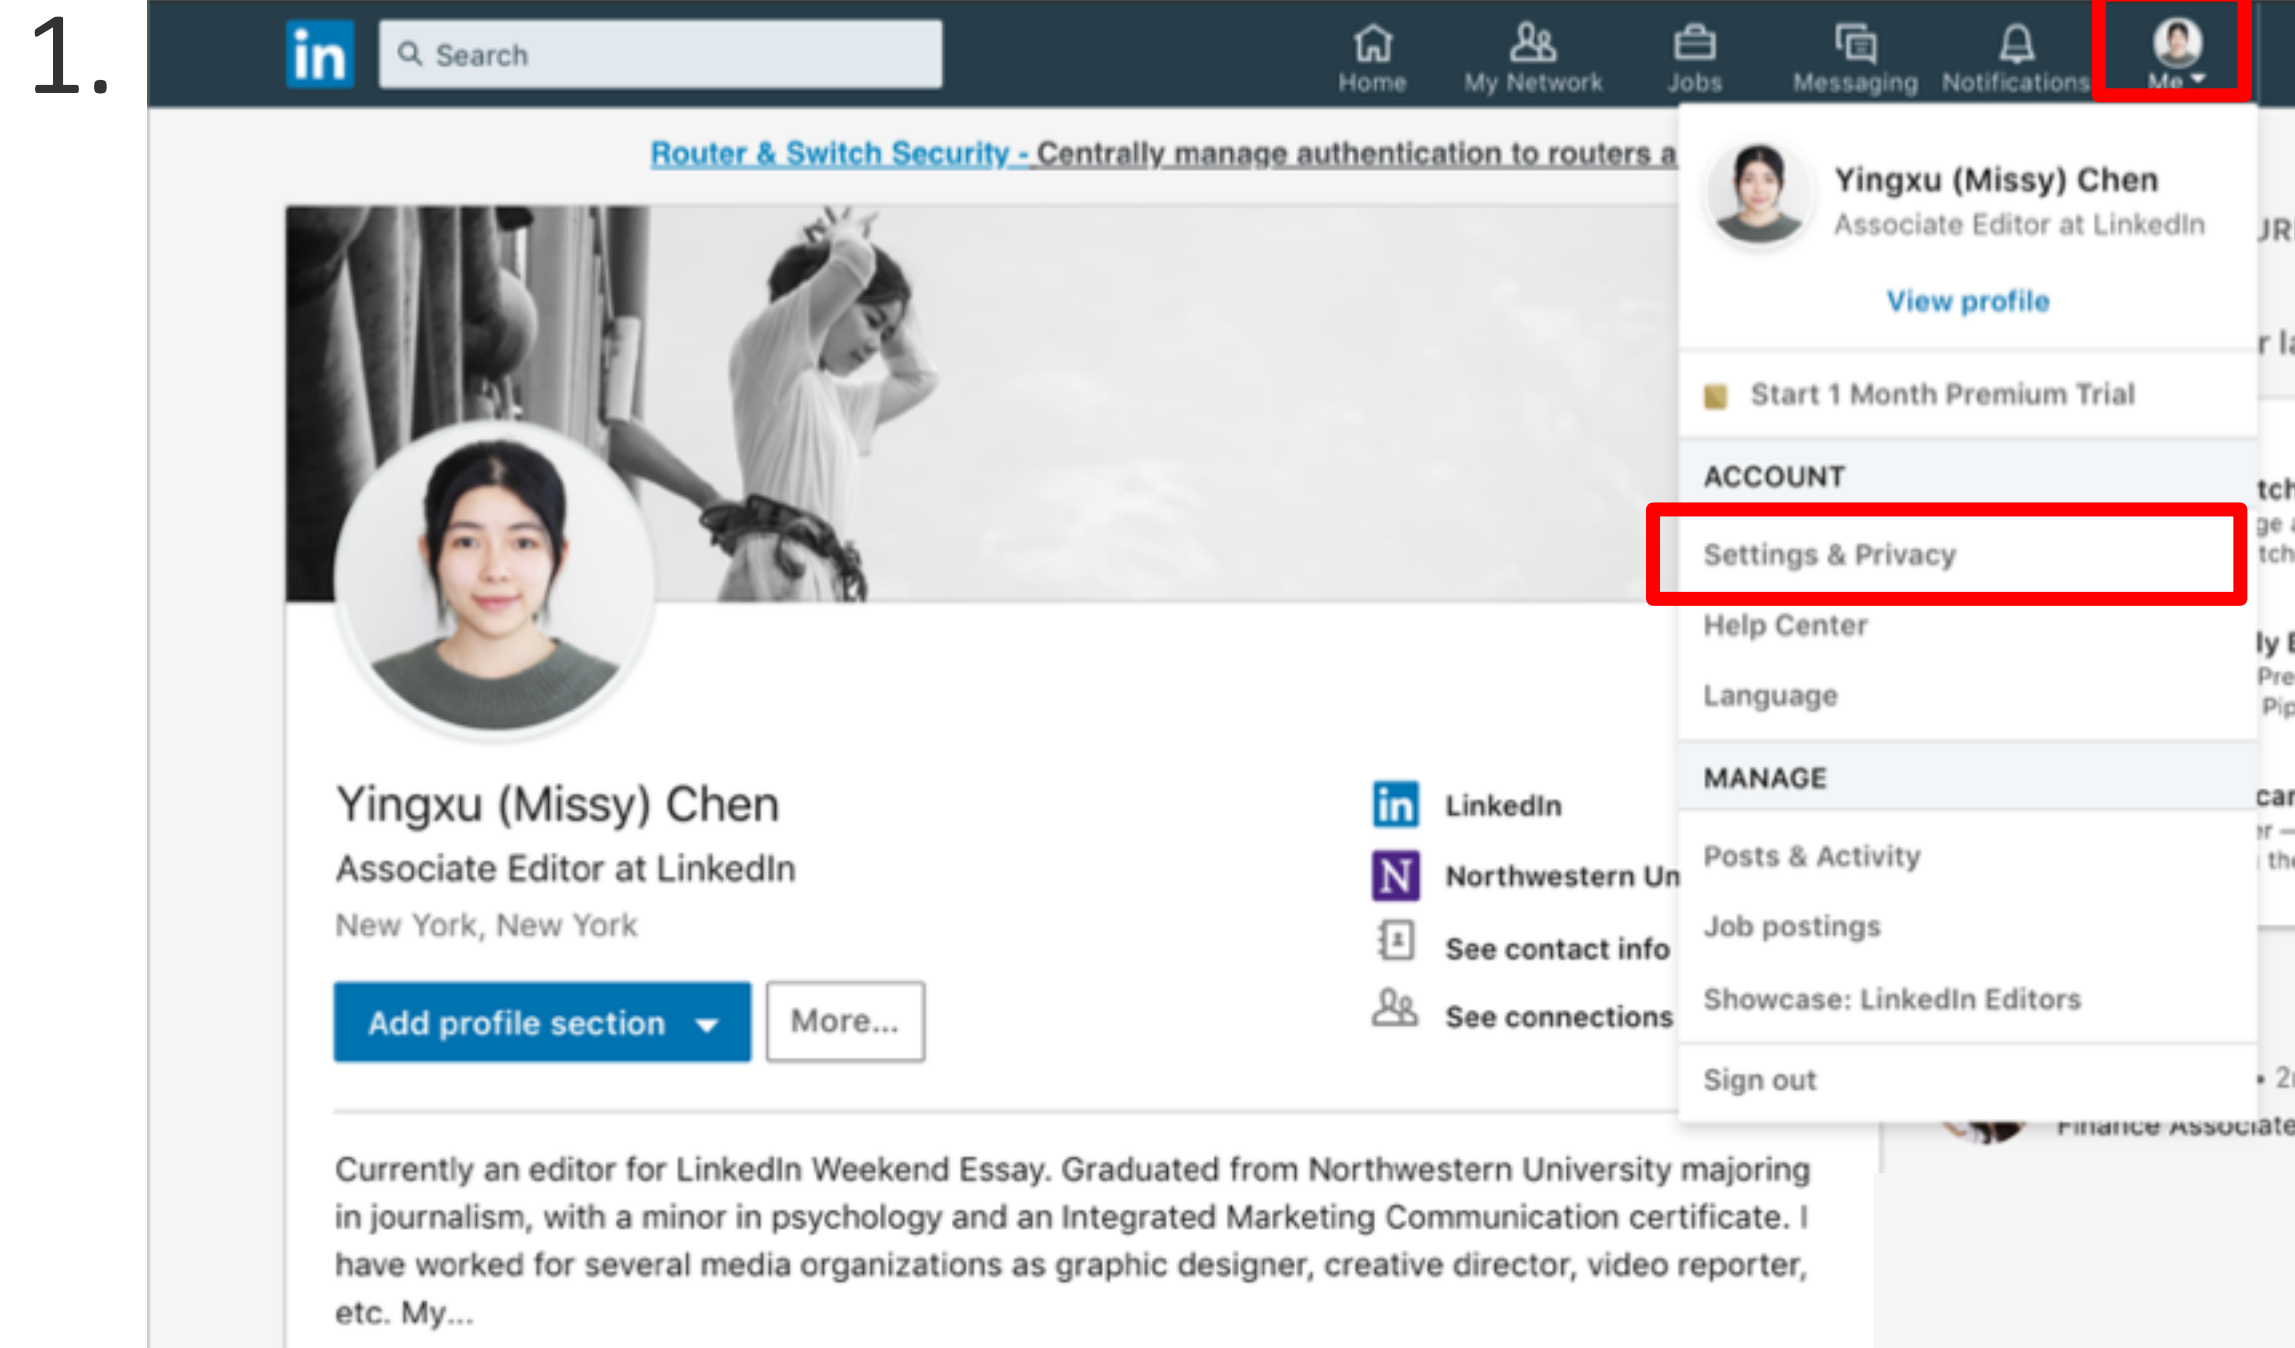 1.
in Search Home My Network Jobs Messaging Notifications Me
Router & Switch Security - Centrally manage authentication to routers a
Yingxu (Missy) Chen
Associate Editor at LinkedIn
View profile
Start 1 Month Premium Trial
ACCOUNT
Settings & Privacy
Help Center
Language
MANAGE
Posts & Activity
Job postings
Showcase: LinkedIn Editors
Sign out
Yingxu (Missy) Chen
Associate Editor at LinkedIn
New York, New York
Add profile section More...
in LinkedIn
N Northwestern Un
See contact info
See connections
Currently an editor for LinkedIn Weekend Essay. Graduated from Northwestern University majoring
in journalism, with a minor in psychology and an Integrated Marketing Communication certificate. I
have worked for several media organizations as graphic designer, creative director, video reporter,
etc. My...
Finance Associate